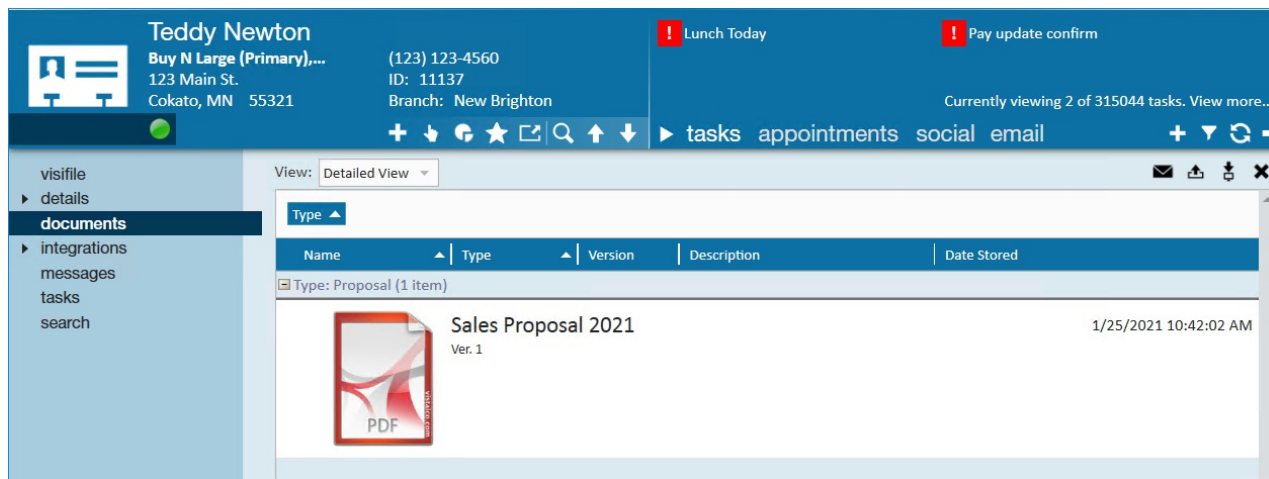 Teddy Newton
Buy N Large (Primary),...
123 Main St.
Cokato, MN 55321
(123) 123-4560
ID: 11137
Branch: New Brighton
! Lunch Today
! Pay update confirm
Currently viewing 2 of 315044 tasks. View more..
tasks appointments social email
visifile
details
documents
integrations
messages
tasks
search
View: Detailed View
Type
Name Type Version Description Date Stored
Type: Proposal (1 item)
Sales Proposal 2021
1/25/2021 10:42:02 AM
Ver. 1
PDF